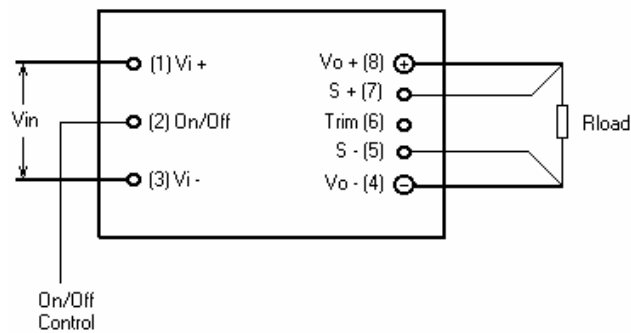 (1) Vi +
Vo + (8)
+
S + (7)
Vin
(2) On/Off
Trim (6)
Rload
S - (5)
(3) Vi -
Vo - (4)
On/Off
Control